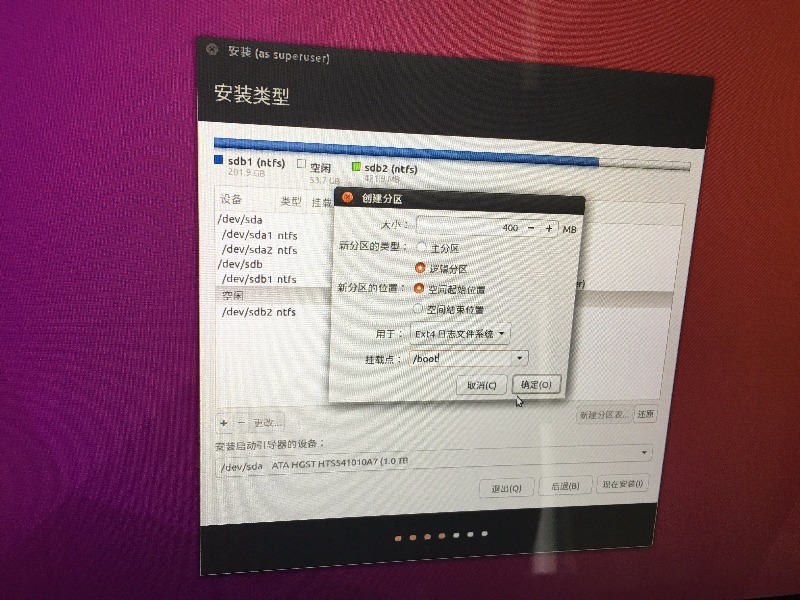 安装 (as superuser)
安装类型
sdb1 (ntfs) 空闲 sdb2 (ntfs)
201.9 GB 53.7 GB 421.9 MB
设备 类型 挂载
/dev/sda
/dev/sda1 ntfs
/dev/sda2 ntfs
/dev/sdb
/dev/sdb1 ntfs
空闲
/dev/sdb2 ntfs
创建分区
大小： 400 － ＋ MB
新分区的类型： 主分区
逻辑分区
新分区的位置： 空间起始位置
空间结束位置
用于： Ext4 日志文件系统
挂载点： /boot
取消(C) 确定(O)
+ － 更改...
新建分区表... 还原
安装启动引导器的设备：
/dev/sda ATA HGST HTS541010A7 (1.0 TB
退出(Q) 后退(B) 现在安装(I)